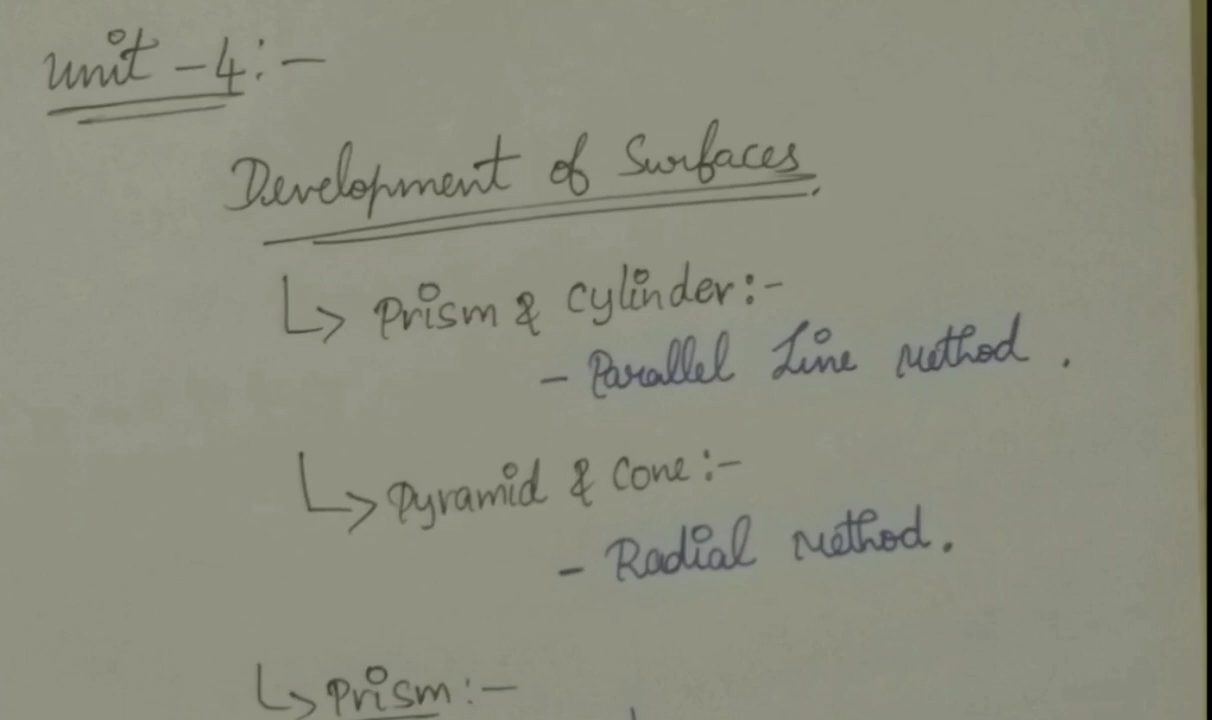 Unit - 4:-
Development of Surfaces.
↳ Prism & Cylinder:-
- Parallel Line Method.
↳ Pyramid & Cone:-
- Radial Method.
↳ Prism:-